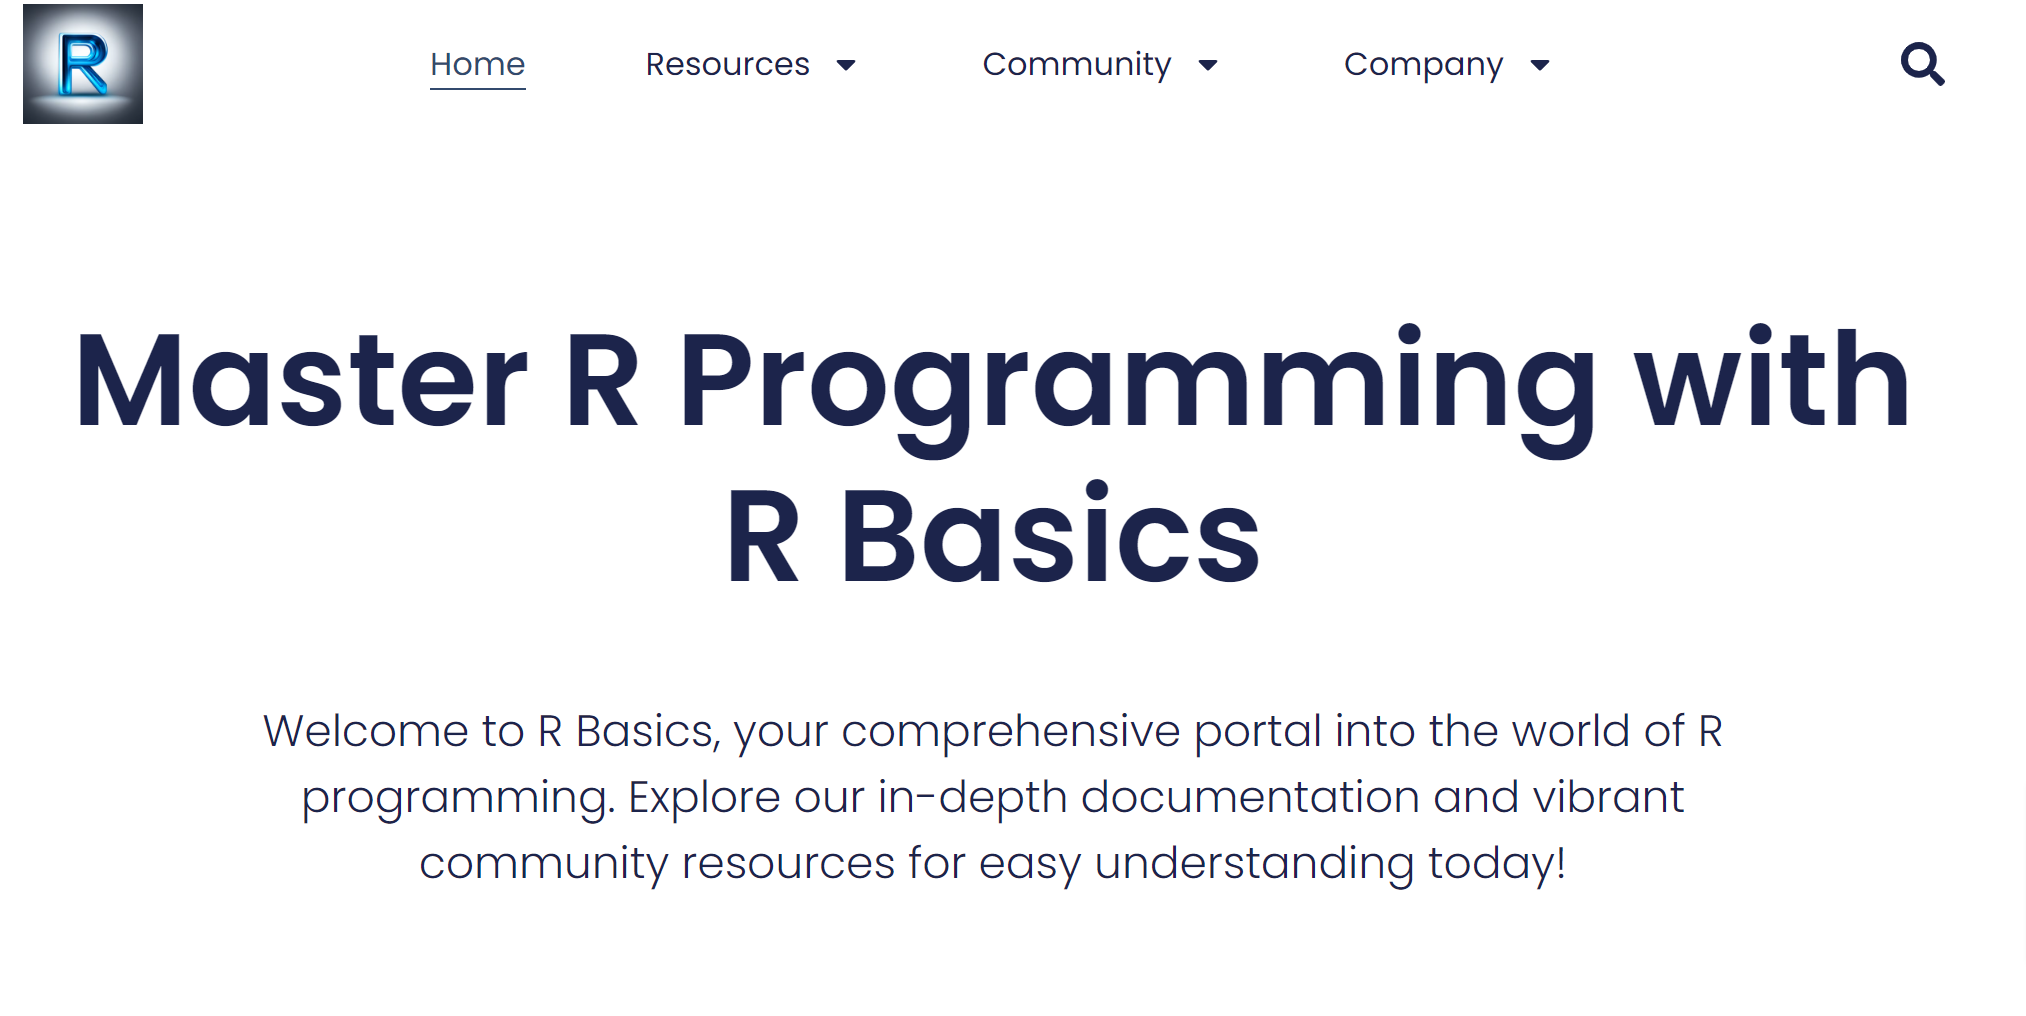 R
Home Resources Community Company
Master R Programming with
R Basics
Welcome to R Basics, your comprehensive portal into the world of R
programming. Explore our in-depth documentation and vibrant
community resources for easy understanding today!